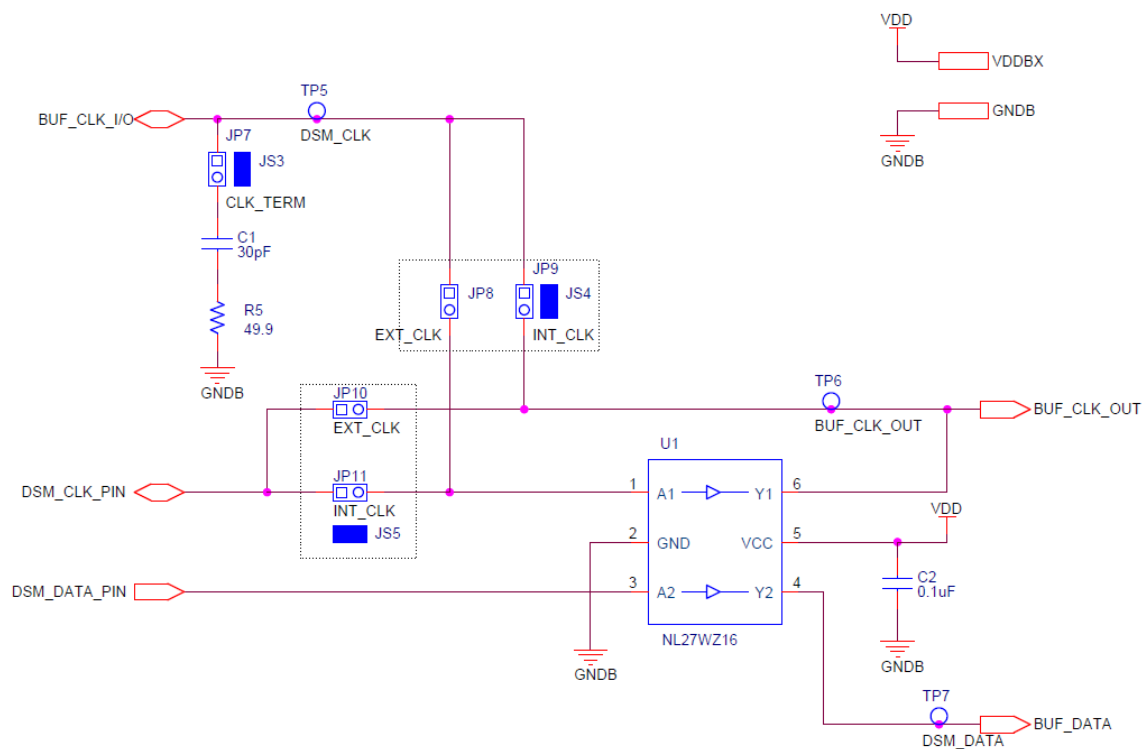 VDD
VDDBX
TP5
BUF_CLK_I/O
DSM_CLK
GNDB
JP7
JS3
GNDB
CLK_TERM
C1
30pF
JP9
JP8
JS4
R5
49.9
EXT_CLK
INT_CLK
GNDB
JP10
TP6
EXT_CLK
BUF_CLK_OUT
BUF_CLK_OUT
U1
JP11
DSM_CLK_PIN
1
A1
Y1
6
INT_CLK
JS5
VDD
2
GND
VCC
5
DSM_DATA_PIN
3
A2
Y2
4
C2
0.1uF
NL27WZ16
GNDB
GNDB
TP7
BUF_DATA
DSM_DATA